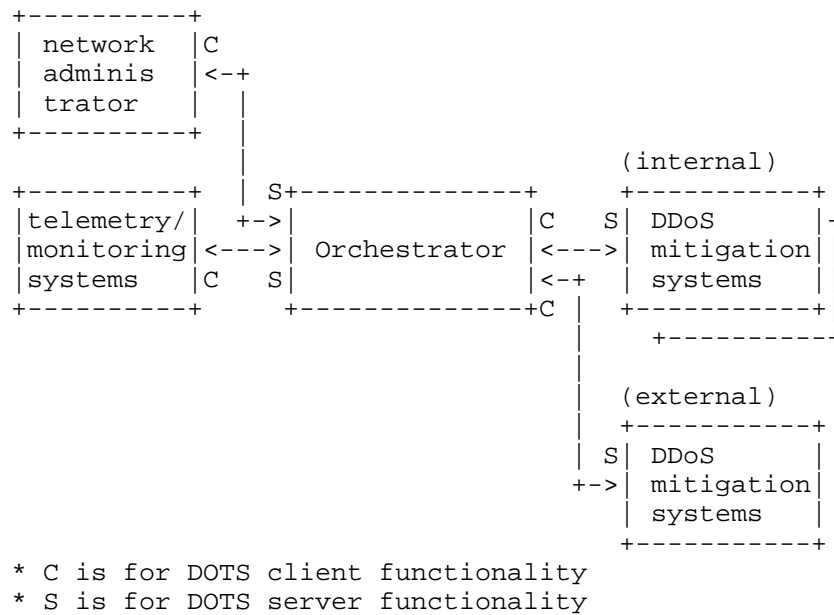 +----------+
| network  |C
| adminis  |<-+
| trator   |  |
+----------+  |
              |                       (internal)
+----------+  | S+--------------+     +-----------+
|telemetry/|  +->|              |C   S| DDoS      |-
|monitoring|<--->| Orchestrator |<--->| mitigation|
|systems   |C   S|              |<-+  | systems   |
+----------+     +--------------+C |  +-----------+
                                   |    +----------
                                   |
                                   |  (external)
                                   |  +-----------+
                                   | S| DDoS      |
                                   +->| mitigation|
                                      | systems   |
                                      +-----------+
* C is for DOTS client functionality
* S is for DOTS server functionality